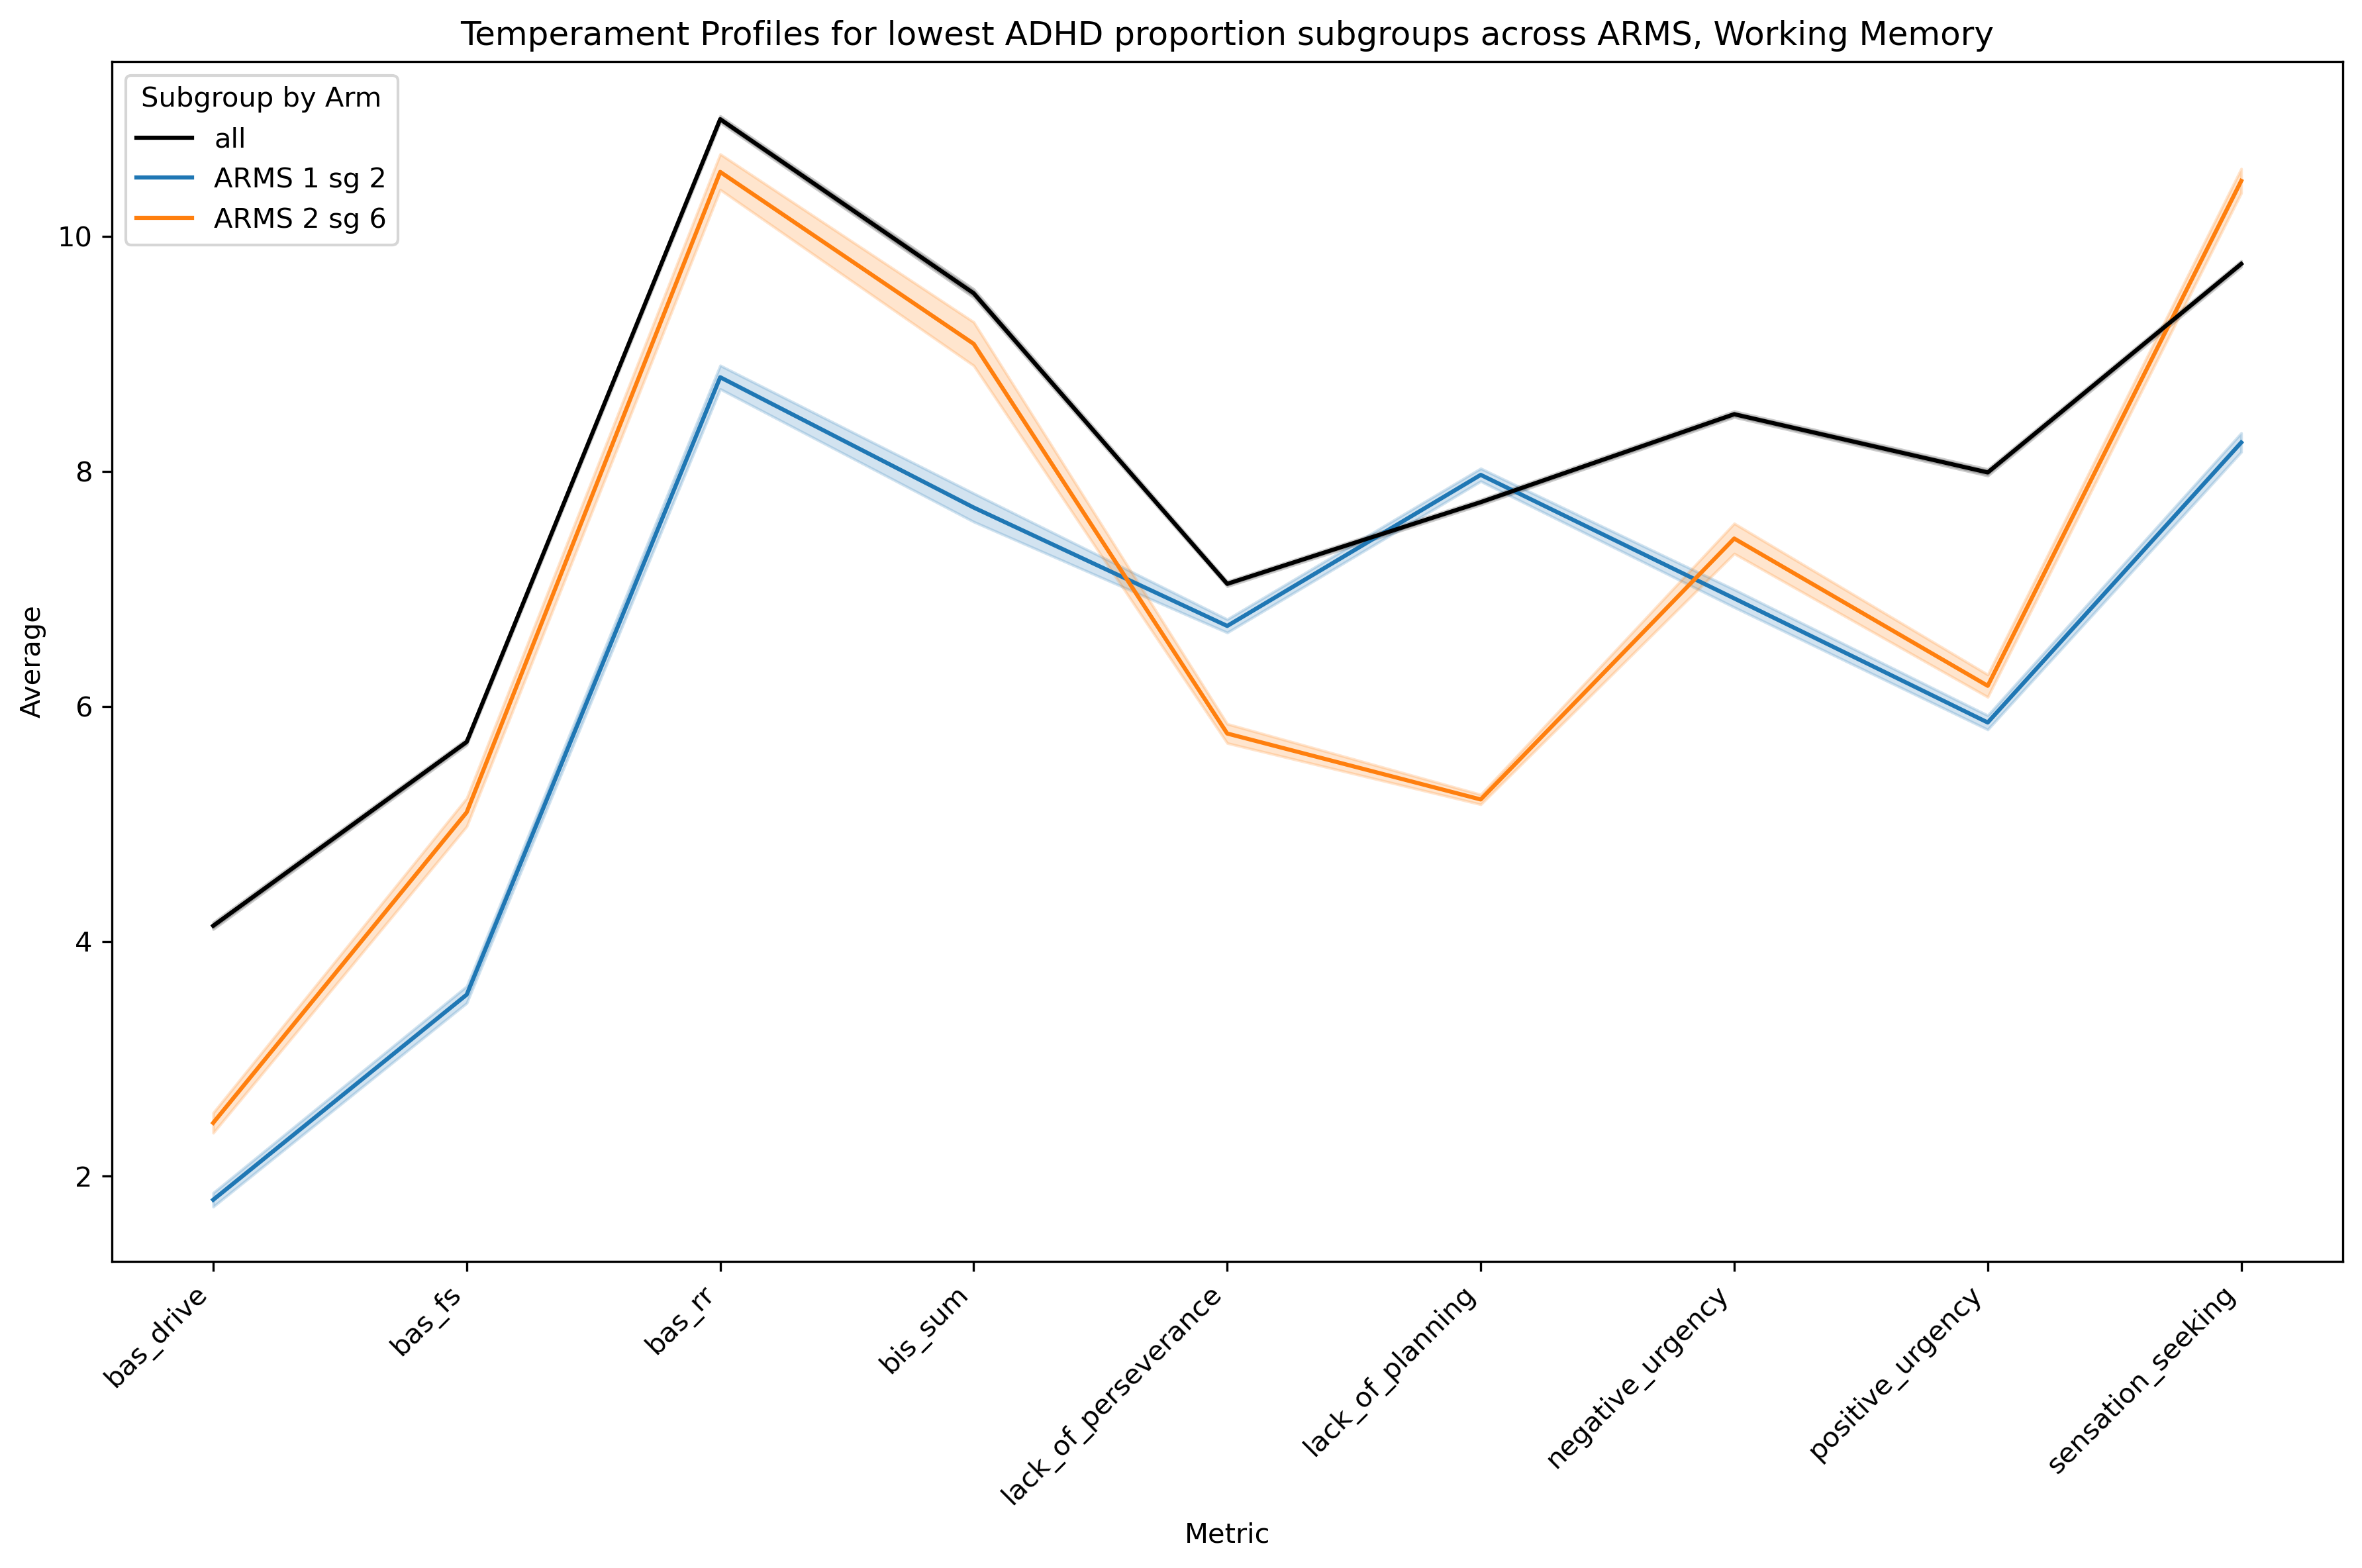 Temperament Profiles for lowest ADHD proportion subgroups across ARMS, Working Memory
Subgroup by Arm
all
ARMS 1 sg 2
ARMS 2 sg 6
10
8
6
4
2
Average
bas_drive
bas_fs
bas_rr
bis_sum
lack_of_perseverance
lack_of_planning
negative_urgency
positive_urgency
sensation_seeking
Metric